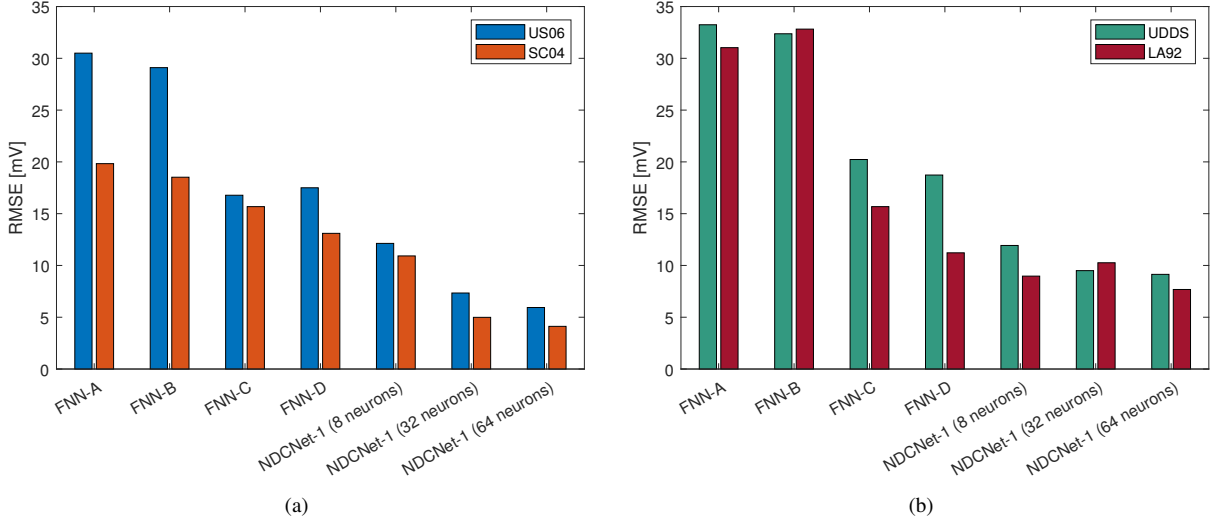 35
30
25
20
15
10
5
0
RMSE [mV]
US06
SC04
FNN-A
FNN-B
FNN-C
FNN-D
NDCNet-1 (8 neurons)
NDCNet-1 (32 neurons)
NDCNet-1 (64 neurons)
(a)
35
30
25
20
15
10
5
0
RMSE [mV]
UDDS
LA92
FNN-A
FNN-B
FNN-C
FNN-D
NDCNet-1 (8 neurons)
NDCNet-1 (32 neurons)
NDCNet-1 (64 neurons)
(b)